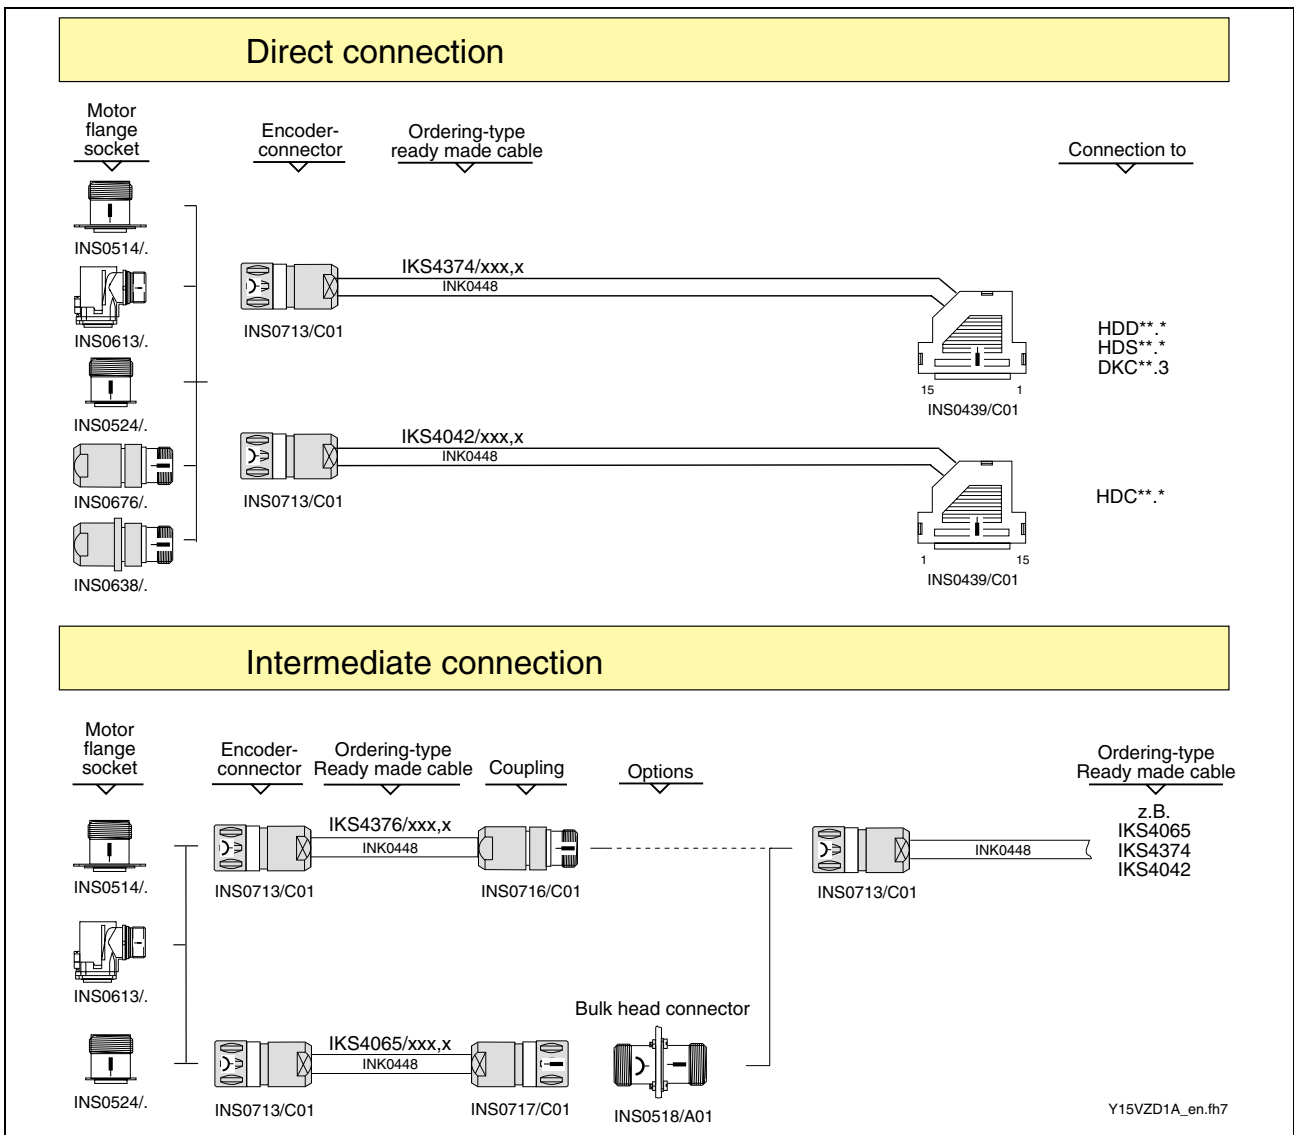 Direct connection
Motor
flange
socket
Encoder-
connector
Ordering-type
ready made cable
Connection to
INS0514/.
INS0613/.
INS0524/.
INS0676/.
INS0638/.
IKS4374/xxx,x
INK0448
INS0713/C01
15
1
INS0439/C01
HDD**.*
HDS**.*
DKC**.3
IKS4042/xxx,x
INK0448
INS0713/C01
1
15
INS0439/C01
HDC**.*
Intermediate connection
Motor
flange
socket
Encoder-
connector
Ordering-type
Ready made cable
Coupling
Options
Ordering-type
Ready made cable
INS0514/.
INS0613/.
INS0524/.
IKS4376/xxx,x
INK0448
INS0713/C01
INS0716/C01
INK0448
INS0713/C01
z.B.
IKS4065
IKS4374
IKS4042
Bulk head connector
IKS4065/xxx,x
INK0448
INS0713/C01
INS0717/C01
INS0518/A01
Y15VZD1A_en.fh7